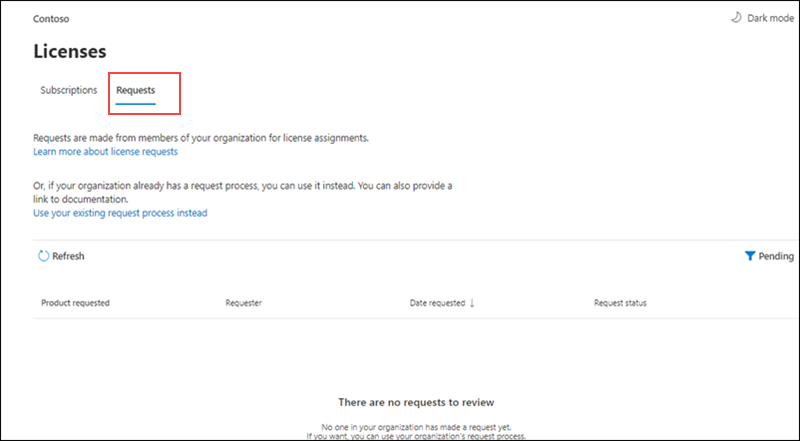 Contoso
Dark mode
Licenses
Subscriptions
Requests
Requests are made from members of your organization for license assignments.
Learn more about license requests
Or, if your organization already has a request process, you can use it instead. You can also provide a
link to documentation.
Use your existing request process instead
Refresh
Pending
Product requested
Requester
Date requested ↓
Request status
There are no requests to review
No one in your organization has made a request yet.
If you want, you can use your organization's request process.